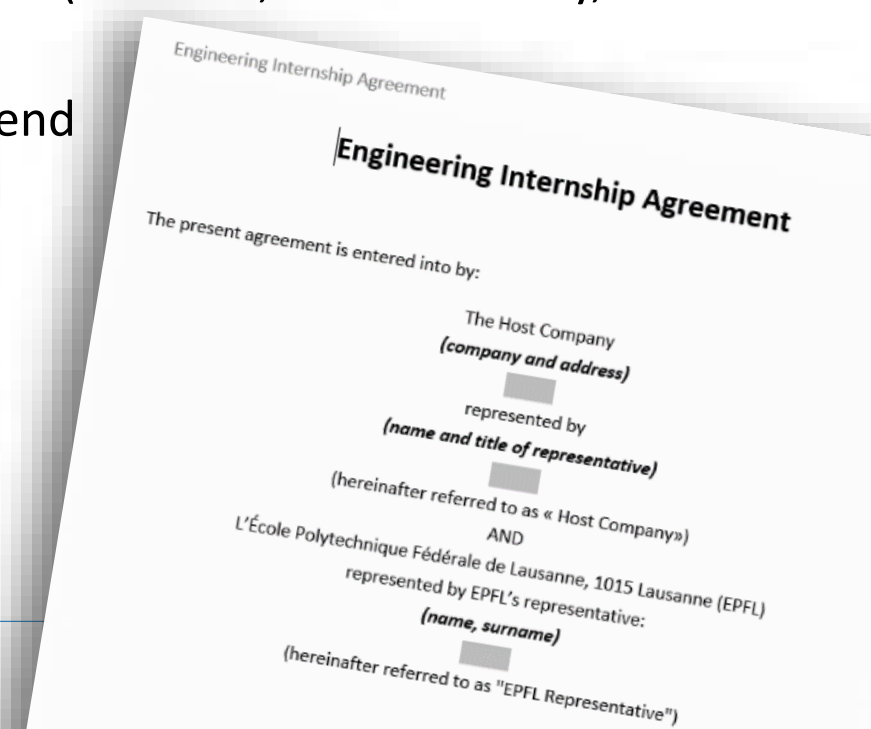 end
Engineering Internship Agreement
Engineering Internship Agreement
The present agreement is entered into by:
The Host Company
(company and address)
represented by
(name and title of representative)
(hereinafter referred to as « Host Company»)
AND
L'École Polytechnique Fédérale de Lausanne, 1015 Lausanne (EPFL)
represented by EPFL's representative:
(name, surname)
(hereinafter referred to as "EPFL Representative")